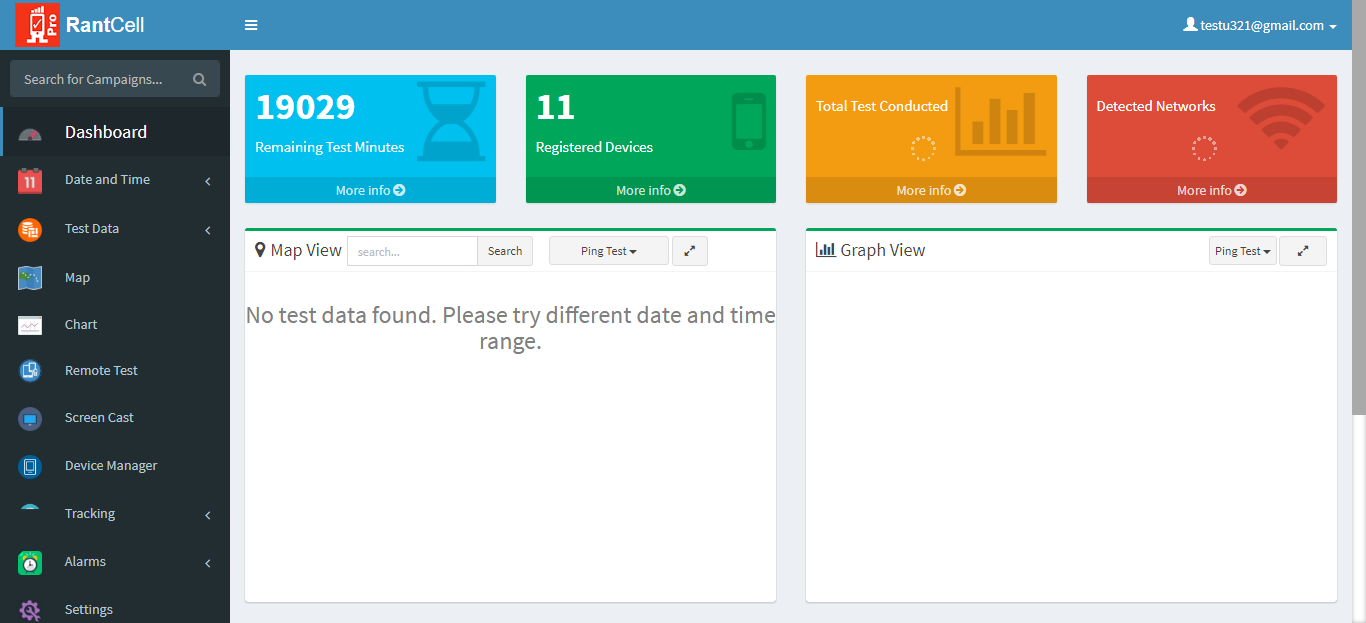 Pro
RantCell
testu321@gmail.com
Search for Campaigns...
Dashboard
11
Date and Time
Test Data
Map
Chart
Remote Test
Screen Cast
Device Manager
Tracking
Alarms
Settings
19029
Remaining Test Minutes
More info
11
Registered Devices
More info
Total Test Conducted
More info
Detected Networks
More info
Map View
search...
Search
Ping Test
No test data found. Please try different date and time
range.
Graph View
Ping Test